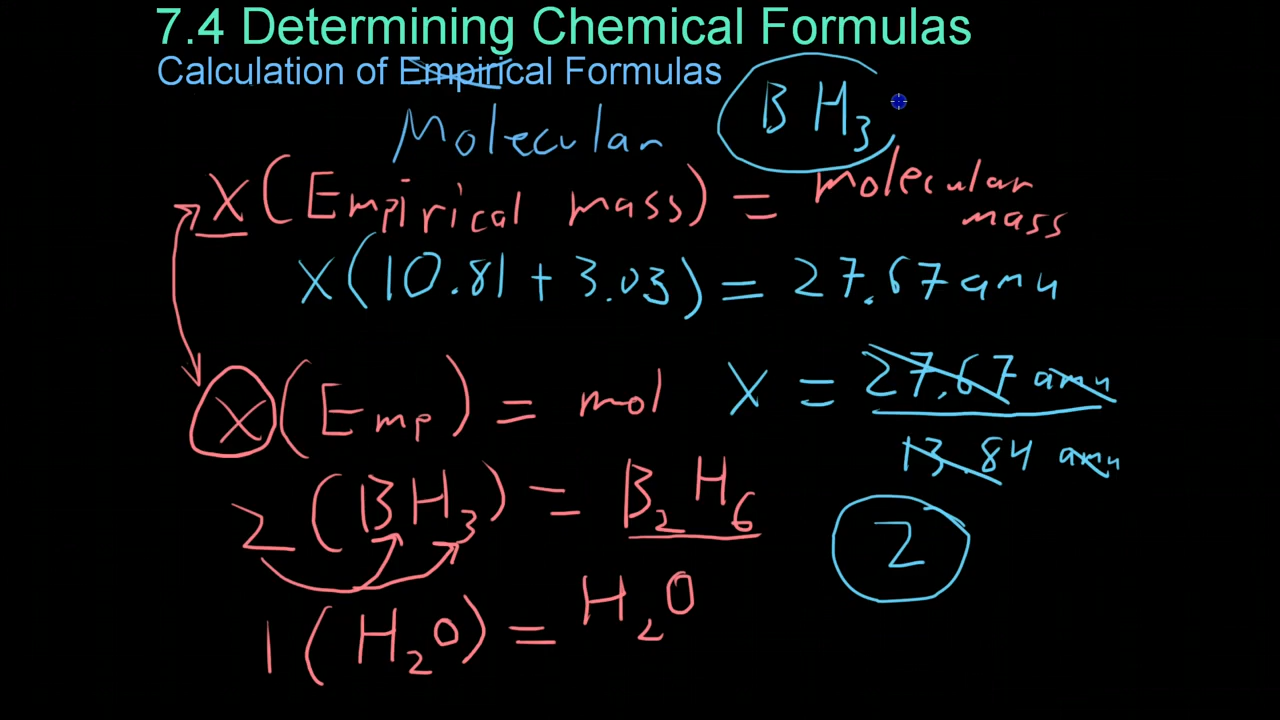 7.4 Determining Chemical Formulas
Calculation of Empirical Formulas
Molecular
BH3
X (Empirical mass) = molecular mass
X (10.81 + 3.03) = 27.67 amu
X (Emp) = mol
X = 27.67 amu
13.84 amu
2 (BH3) = B2H6
2
1 (H2O) = H2O